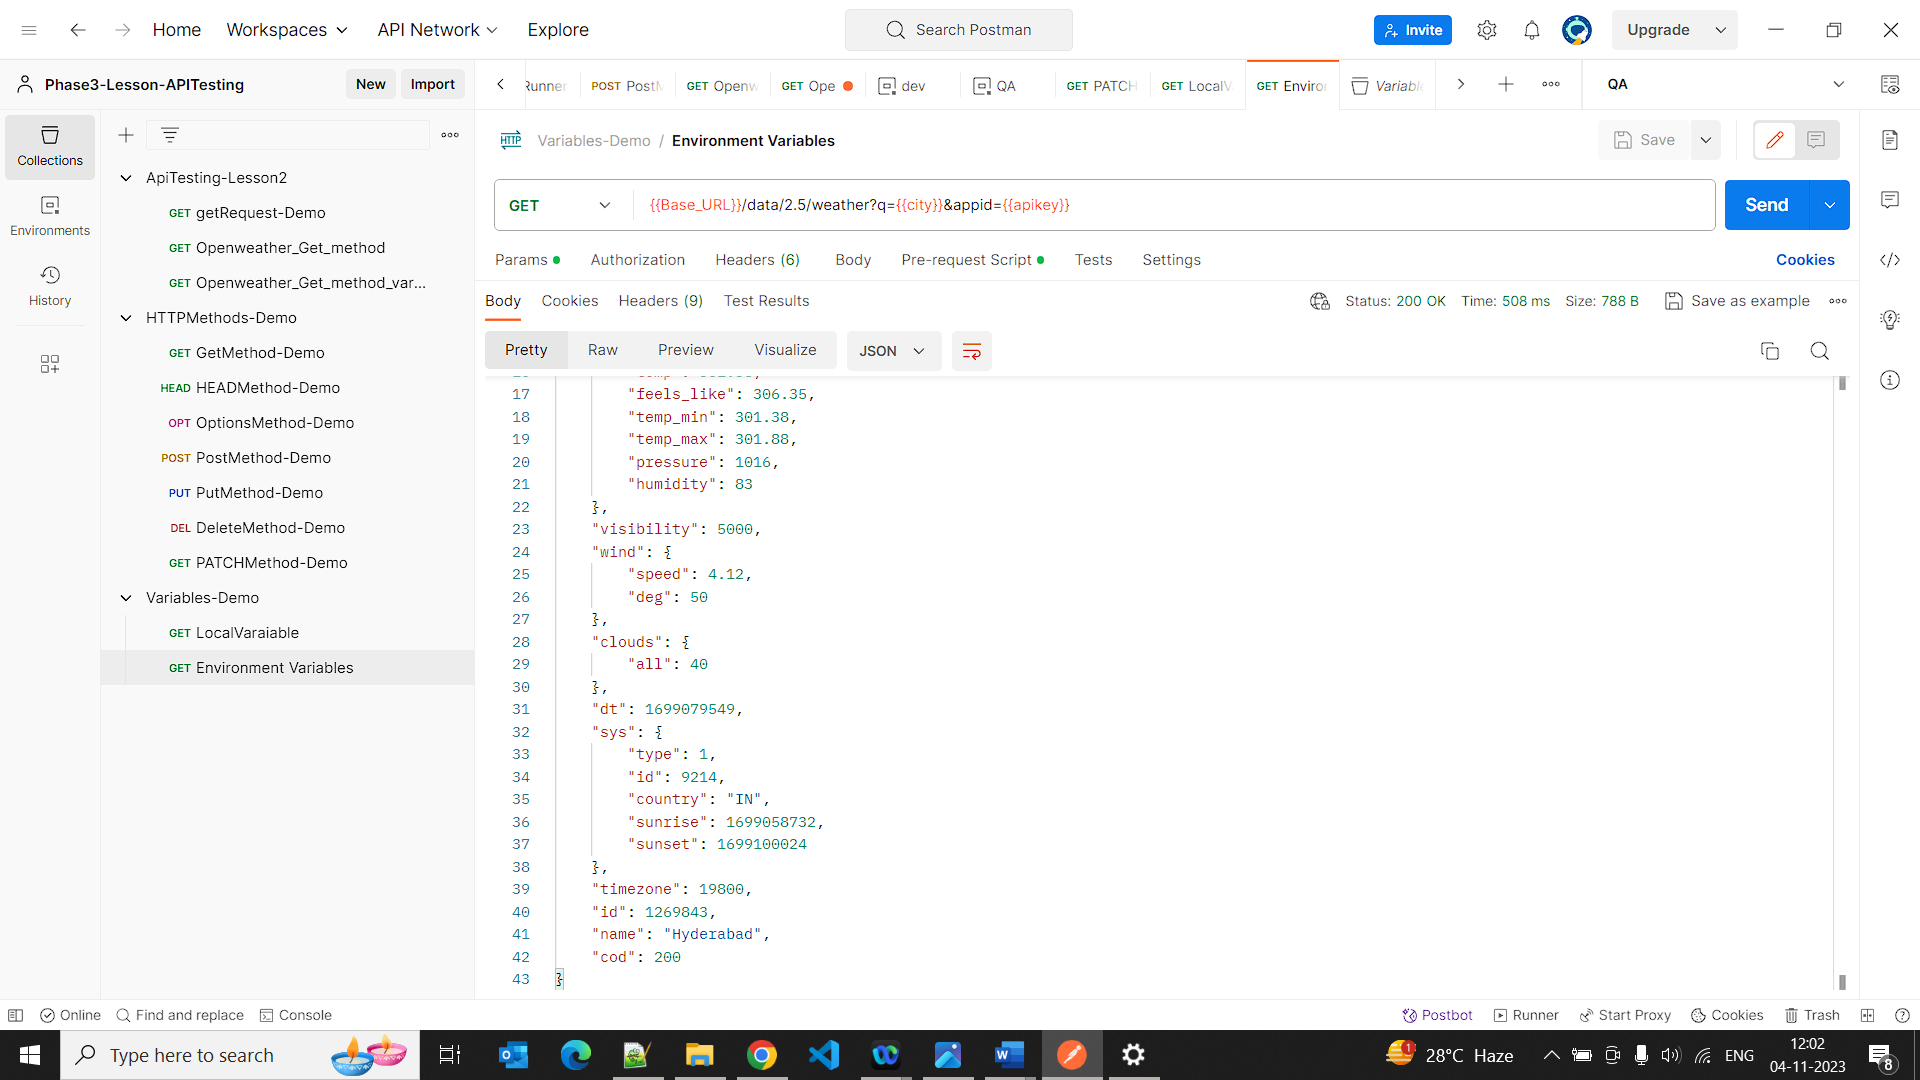 Home
Workspaces
API Network
Explore
Search Postman
Invite
Upgrade
Phase3-Lesson-APITesting
New
Import
Runner
POST PostM
GET Openw
GET Ope
dev
QA
GET PATCH
GET LocalV
GET Enviro
Variabl
QA
Collections
Environments
History
ApiTesting-Lesson2
GET getRequest-Demo
GET Openweather_Get_method
GET Openweather_Get_method_var...
HTTPMethods-Demo
GET GetMethod-Demo
HEAD HEADMethod-Demo
OPT OptionsMethod-Demo
POST PostMethod-Demo
PUT PutMethod-Demo
DEL DeleteMethod-Demo
GET PATCHMethod-Demo
Variables-Demo
GET LocalVaraiable
GET Environment Variables
HTTP Variables-Demo / Environment Variables
Save
GET
{{Base_URL}}/data/2.5/weather?q={{city}}&appid={{apikey}}
Send
Params
Authorization
Headers (6)
Body
Pre-request Script
Tests
Settings
Cookies
Body
Cookies
Headers (9)
Test Results
Status: 200 OK
Time: 508 ms
Size: 788 B
Save as example
Pretty
Raw
Preview
Visualize
JSON
17 "feels_like": 306.35,
18 "temp_min": 301.38,
19 "temp_max": 301.88,
20 "pressure": 1016,
21 "humidity": 83
22 },
23 "visibility": 5000,
24 "wind": {
25 "speed": 4.12,
26 "deg": 50
27 },
28 "clouds": {
29 "all": 40
30 },
31 "dt": 1699079549,
32 "sys": {
33 "type": 1,
34 "id": 9214,
35 "country": "IN",
36 "sunrise": 1699058732,
37 "sunset": 1699100024
38 },
39 "timezone": 19800,
40 "id": 1269843,
41 "name": "Hyderabad",
42 "cod": 200
43 }
Online
Find and replace
Console
Postbot
Runner
Start Proxy
Cookies
Trash
Type here to search
1
28°C Haze
ENG
12:02
04-11-2023
8